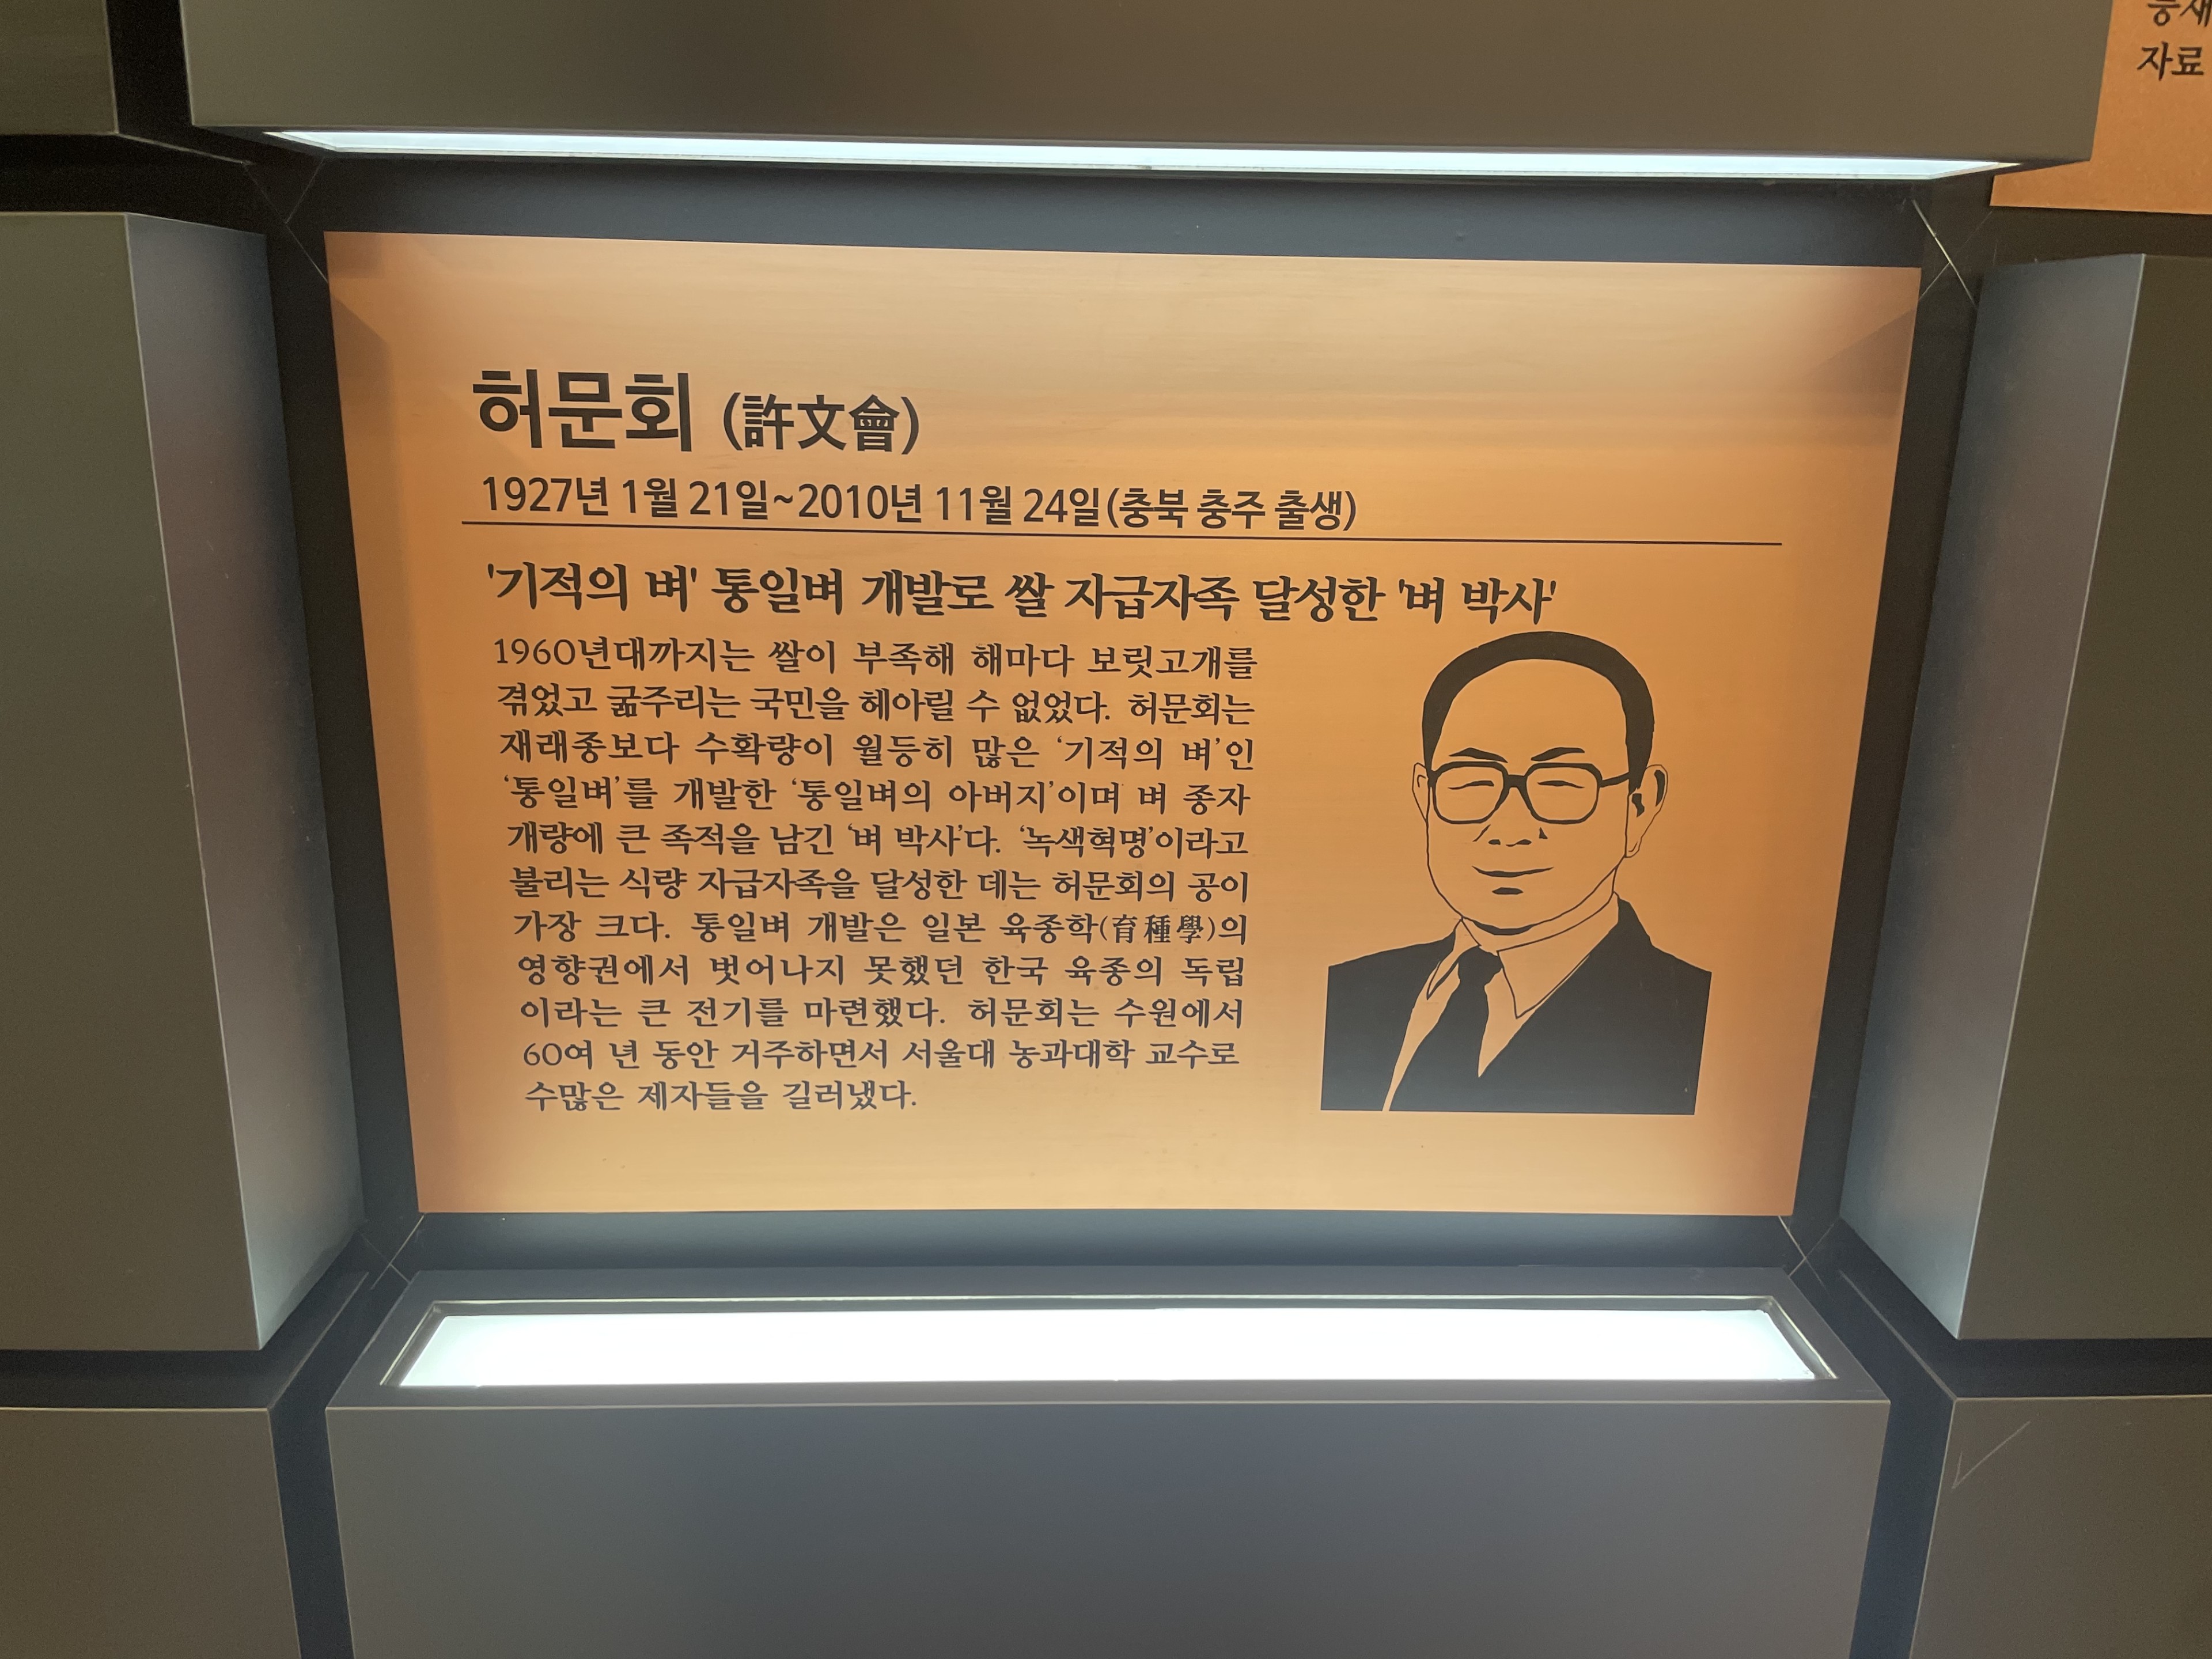 허문회 (許文會)
1927년 1월 21일~2010년 11월 24일(충북 충주 출생)
'기적의 벼' 통일벼 개발로 쌀 자급자족 달성한 '벼 박사'
1960년대까지는 쌀이 부족해 해마다 보릿고개를
겪었고 굶주리는 국민을 헤아릴 수 없었다. 허문회는
재래종보다 수확량이 월등히 많은 '기적의 벼'인
'통일벼'를 개발한 '통일벼의 아버지'이며 벼 종자
개량에 큰 족적을 남긴 '벼 박사'다. '녹색혁명'이라고
불리는 식량 자급자족을 달성한 데는 허문회의 공이
가장 크다. 통일벼 개발은 일본 육종학(育種學)의
영향권에서 벗어나지 못했던 한국 육종의 독립
이라는 큰 전기를 마련했다. 허문회는 수원에서
60여 년 동안 거주하면서 서울대 농과대학 교수로
수많은 제자들을 길러냈다.
자료